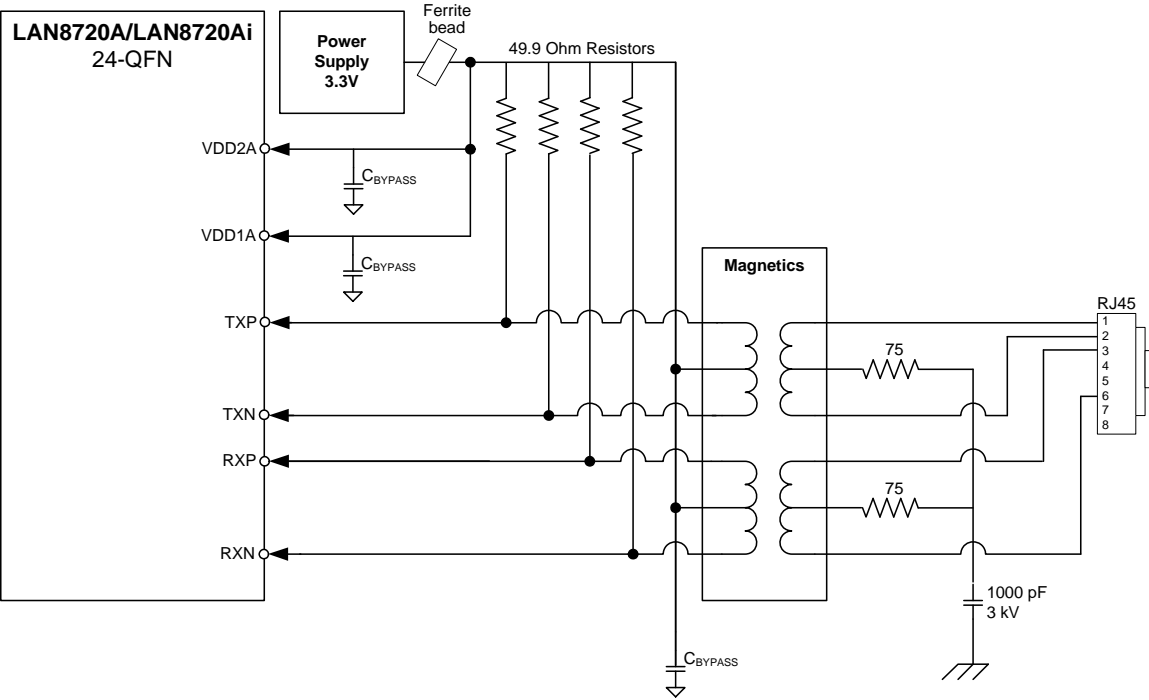 LAN8720A/LAN8720Ai
24-QFN
Power
Supply
3.3V
Ferrite
bead
49.9 Ohm Resistors
VDD2A
CBYPASS
VDD1A
CBYPASS
Magnetics
TXP
TXN
RXP
RXN
75
75
RJ45
1
2
3
4
5
6
7
8
1000 pF
3 kV
CBYPASS